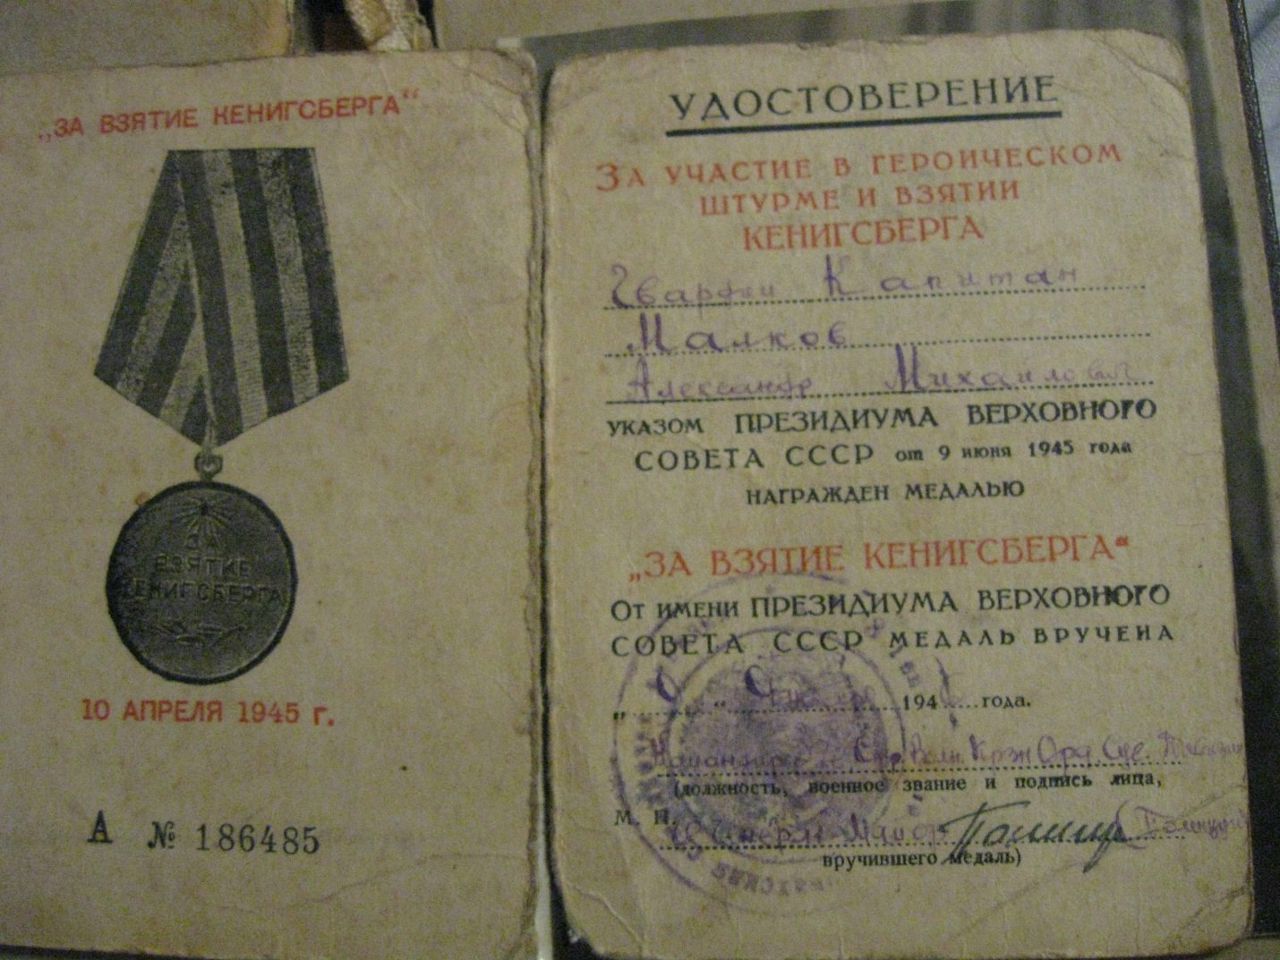 „ЗА ВЗЯТИЕ КЕНИГСБЕРГА“
ЗА
ВЗЯТИЕ
КЕНИГСБЕРГА
10 АПРЕЛЯ 1945 г.
А № 186485
УДОСТОВЕРЕНИЕ
ЗА УЧАСТИЕ В ГЕРОИЧЕСКОМ
ШТУРМЕ И ВЗЯТИИ
КЕНИГСБЕРГА
Гвардии Капитан
Малков
Александр Михайлович
УКАЗОМ ПРЕЗИДИУМА ВЕРХОВНОГО
СОВЕТА СССР от 9 июня 1945 года
НАГРАЖДЕН МЕДАЛЬЮ
„ЗА ВЗЯТИЕ КЕНИГСБЕРГА“
ОТ ИМЕНИ ПРЕЗИДИУМА ВЕРХОВНОГО
СОВЕТА СССР МЕДАЛЬ ВРУЧЕНА
194 года.
(должность, военное звание и подпись лица,
М. П.
Майор
вручившего медаль)